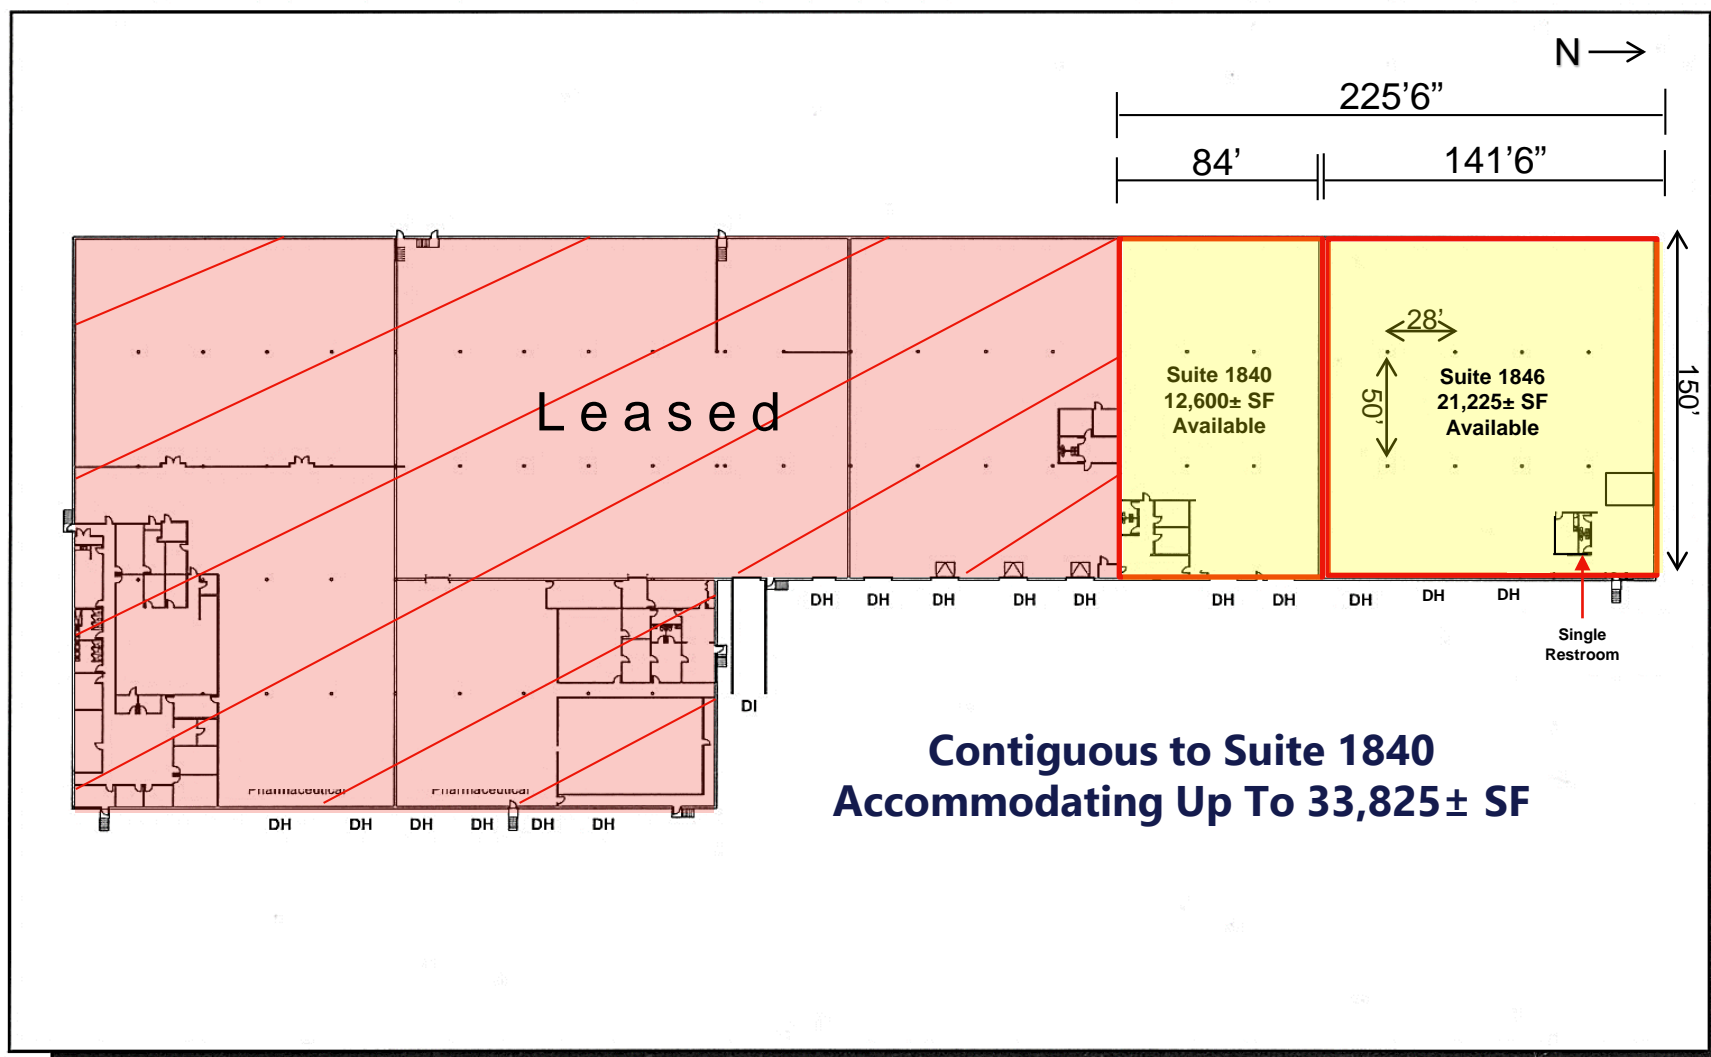 N
225’6”
84’
141’6”
28’
50’
150’
Leased
Suite 1840
12,600± SF
Available
Suite 1846
21,225± SF
Available
DH DH DH DH DH DH DH DH DH DH
Single
Restroom
DI
Contiguous to Suite 1840
Accommodating Up To 33,825± SF
Pharmaceutical Pharmaceutical
DH DH DH DH DH DH